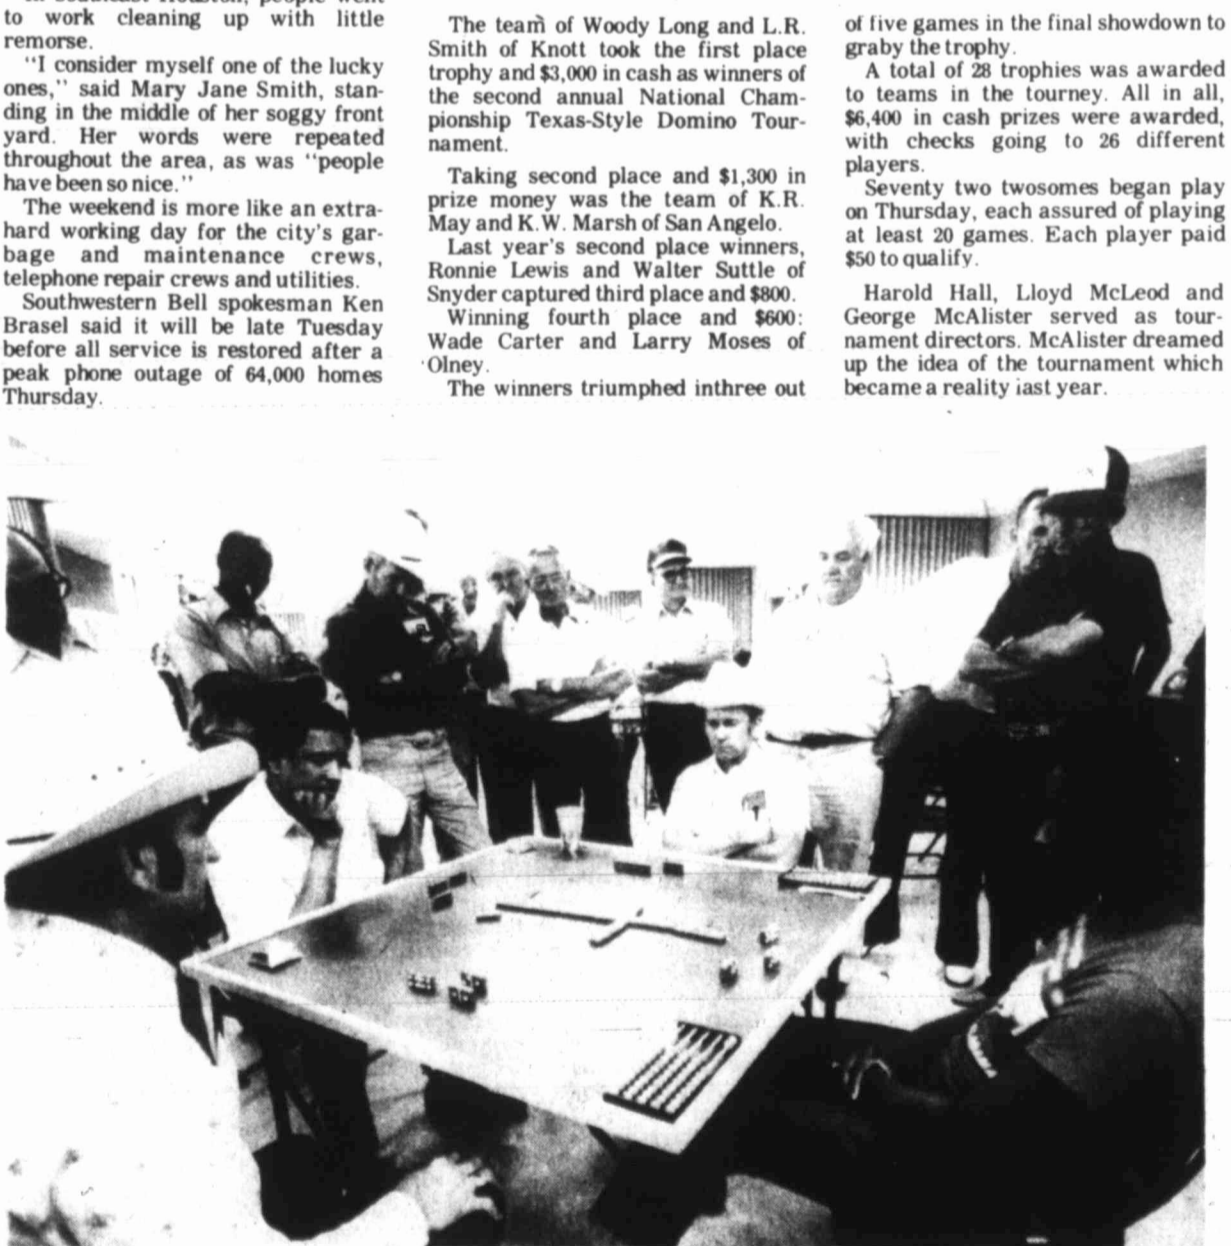 to work cleaning up with little
remorse.
"I consider myself one of the lucky
ones," said Mary Jane Smith, stan-
ding in the middle of her soggy front
yard. Her words were repeated
throughout the area, as was "people
have been so nice."
The weekend is more like an extra-
hard working day for the city's gar-
bage and maintenance crews,
telephone repair crews and utilities.
Southwestern Bell spokesman Ken
Brasel said it will be late Tuesday
before all service is restored after a
peak phone outage of 64,000 homes
Thursday.
The team of Woody Long and L.R.
Smith of Knott took the first place
trophy and $3,000 in cash as winners of
the second annual National Cham-
pionship Texas-Style Domino Tour-
nament.
Taking second place and $1,300 in
prize money was the team of K.R.
May and K.W. Marsh of San Angelo.
Last year's second place winners,
Ronnie Lewis and Walter Suttle of
Snyder captured third place and $800.
Winning fourth place and $600:
Wade Carter and Larry Moses of
Olney.
The winners triumphed inthree out
of five games in the final showdown to
graby the trophy.
A total of 28 trophies was awarded
to teams in the tourney. All in all,
$6,400 in cash prizes were awarded,
with checks going to 26 different
players.
Seventy two twosomes began play
on Thursday, each assured of playing
at least 20 games. Each player paid
$50 to qualify.
Harold Hall, Lloyd McLeod and
George McAlister served as tour-
nament directors. McAlister dreamed
up the idea of the tournament which
became a reality last year.